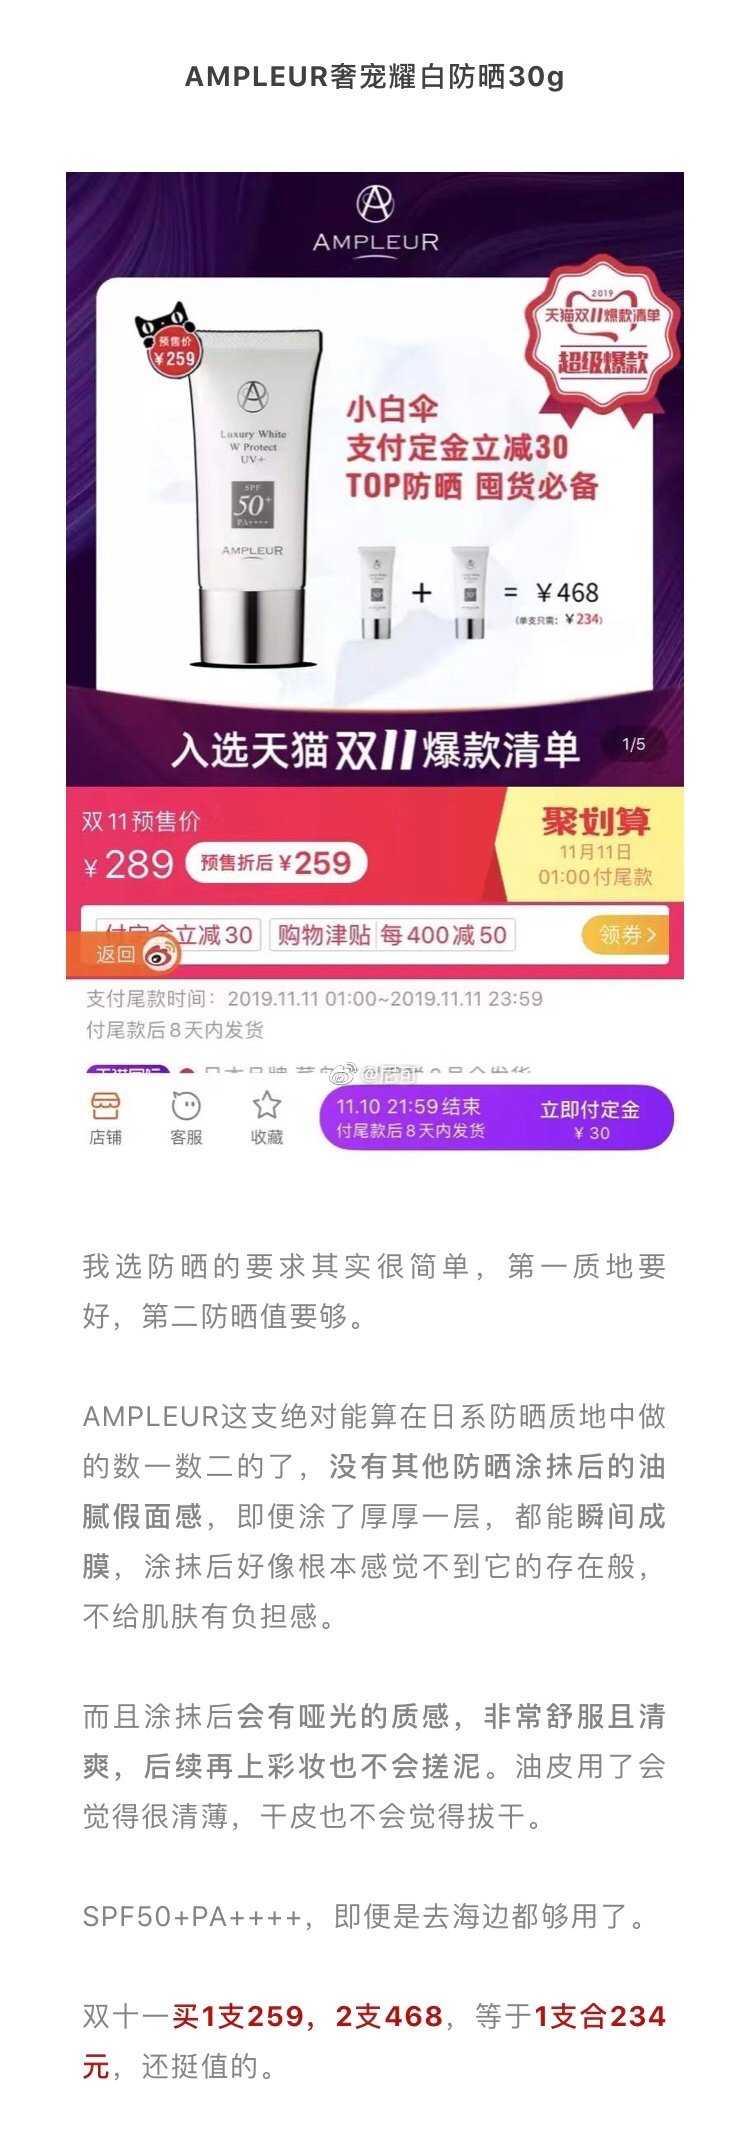 AMPLEUR奢宠耀白防晒30g
AMPLEUR
2019
天猫双11爆款清单
超级爆款
预售价
¥259
Luxury White
W Protect
UV+
SPF
50+
PA++++
AMPLEUR
小白伞
支付定金立减30
TOP防晒 囤货必备
+ = ¥468
(单支只需：¥234)
入选天猫双11爆款清单
1/5
双11预售价
¥289 预售折后¥259
聚划算
11月11日
01:00付尾款
付定金立减30 购物津贴 每400减50 领券>
返回
支付尾款时间：2019.11.11 01:00~2019.11.11 23:59
付尾款后8天内发货
店铺 客服 收藏
11.10 21:59结束
付尾款后8天内发货
立即付定金
¥30
我选防晒的要求其实很简单，第一质地要
好，第二防晒值要够。
AMPLEUR这支绝对能算在日系防晒质地中做
的数一数二的了，没有其他防晒涂抹后的油
腻假面感，即便涂了厚厚一层，都能瞬间成
膜，涂抹后好像根本感觉不到它的存在般，
不给肌肤有负担感。
而且涂抹后会有哑光的质感，非常舒服且清
爽，后续再上彩妆也不会搓泥。油皮用了会
觉得很清薄，干皮也不会觉得拔干。
SPF50+PA++++，即便是去海边都够用了。
双十一买1支259，2支468，等于1支合234
元，还挺值的。